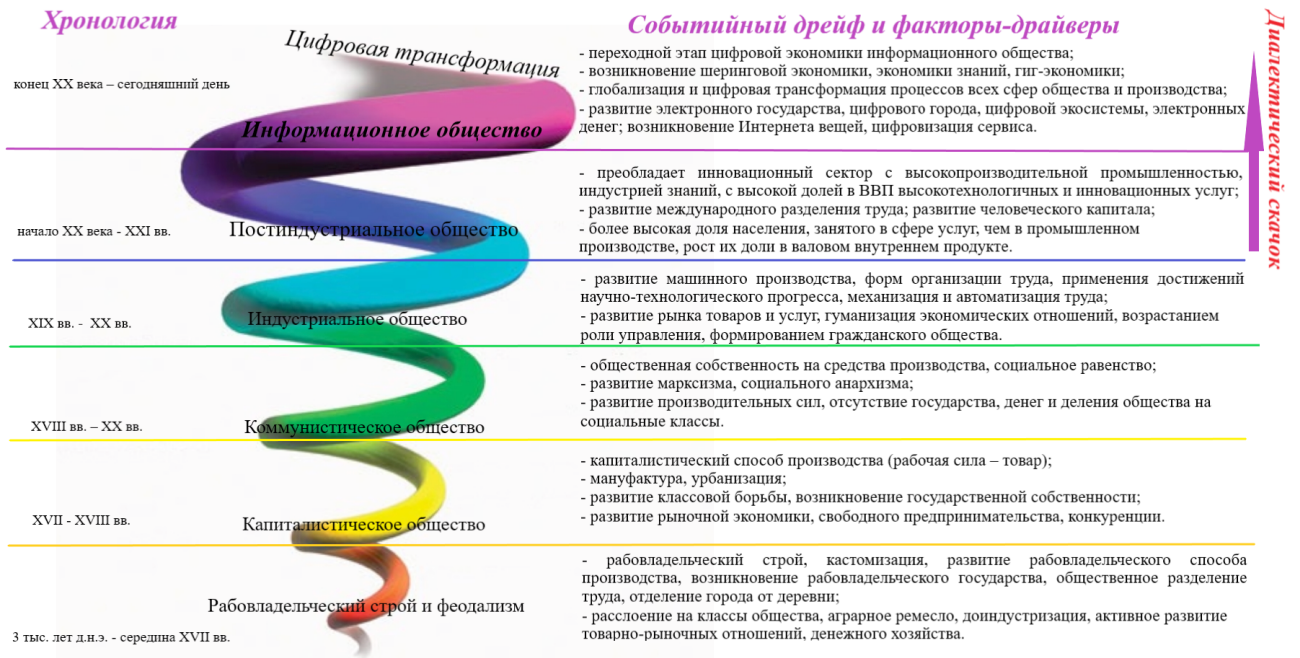 Хронология
Событийный дрейф и факторы-драйверы
Диалектический скачок
Цифровая трансформация
конец XX века – сегодняшний день
Информационное общество
- переходной этап цифровой экономики информационного общества;
- возникновение шеринговой экономики, экономики знаний, гиг-экономики;
- глобализация и цифровая трансформация процессов всех сфер общества и производства;
- развитие электронного государства, цифрового города, цифровой экосистемы, электронных
денег; возникновение Интернета вещей, цифровизация сервиса.
начало XX века - XXI вв.
Постиндустриальное общество
- преобладает инновационный сектор с высокопроизводительной промышленностью,
индустрией знаний, с высокой долей в ВВП высокотехнологичных и инновационных услуг;
- развитие международного разделения труда; развитие человеческого капитала;
- более высокая доля населения, занятого в сфере услуг, чем в промышленном
производстве, рост их доли в валовом внутреннем продукте.
XIX вв. - XX вв.
Индустриальное общество
- развитие машинного производства, форм организации труда, применения достижений
научно-технологического прогресса, механизация и автоматизация труда;
- развитие рынка товаров и услуг, гуманизация экономических отношений, возрастанием
роли управления, формированием гражданского общества.
XVIII вв. – XX вв.
Коммунистическое общество
- общественная собственность на средства производства, социальное равенство;
- развитие марксизма, социального анархизма;
- развитие производительных сил, отсутствие государства, денег и деления общества на
социальные классы.
XVII - XVIII вв.
Капиталистическое общество
- капиталистический способ производства (рабочая сила – товар);
- мануфактура, урбанизация;
- развитие классовой борьбы, возникновение государственной собственности;
- развитие рыночной экономики, свободного предпринимательства, конкуренции.
3 тыс. лет д.н.э. - середина XVII вв.
Рабовладельческий строй и феодализм
- рабовладельческий строй, кастомизация, развитие рабовладельческого способа
производства, возникновение рабовладельческого государства, общественное разделение
труда, отделение города от деревни;
- расслоение на классы общества, аграрное ремесло, доиндустризация, активное развитие
товарно-рыночных отношений, денежного хозяйства.